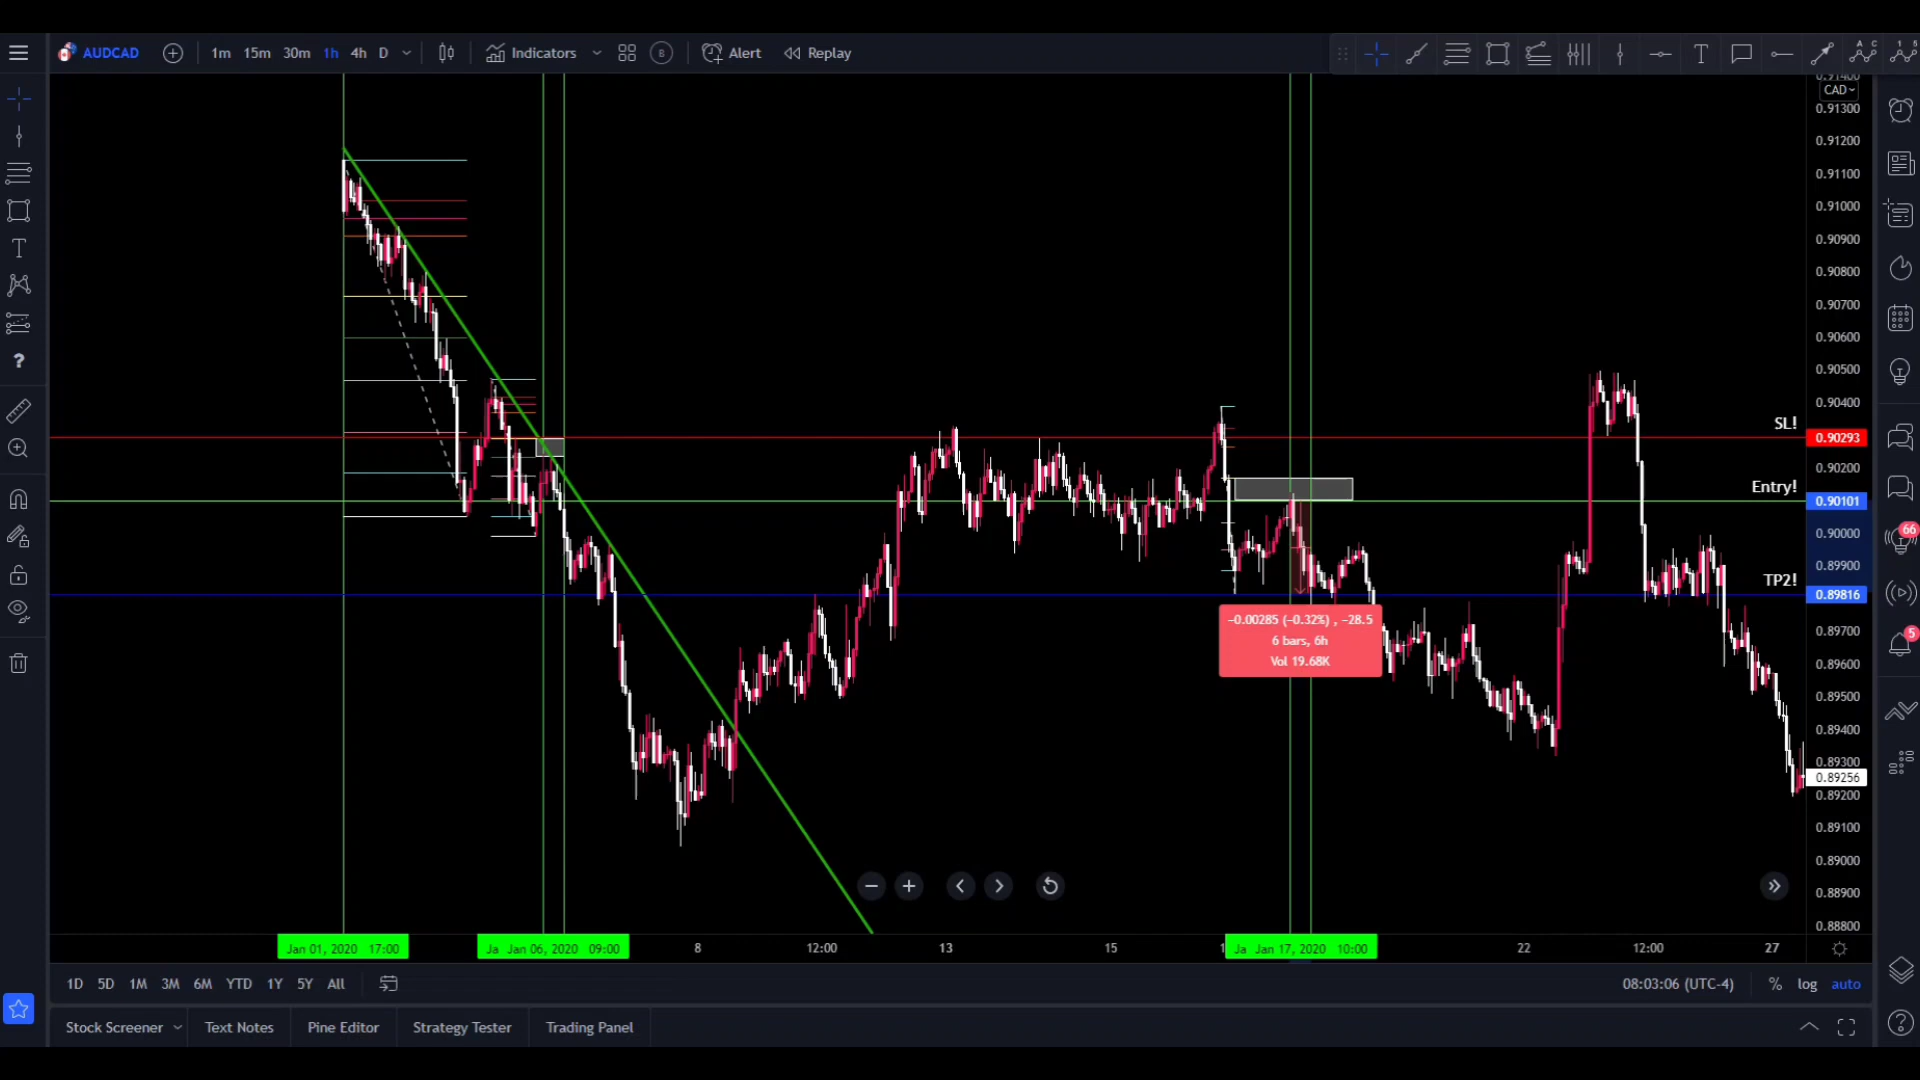 AUDCAD 1m 15m 30m 1h 4h D Indicators B Alert Replay
CAD
0.91300
0.91200
0.91100
0.91000
0.90900
0.90800
0.90700
0.90600
0.90500
0.90400
SL!
0.90293
0.90200
Entry!
0.90101
0.90000
0.89900
TP2!
0.89816
−0.00285 (−0.32%) , −28.5
6 bars, 6h
Vol 19.68K
0.89700
0.89600
0.89500
0.89400
0.89300
0.89256
0.89200
0.89100
0.89000
0.88900
0.88800
66
5
Jan 01, 2020 17:00 Ja Jan 06, 2020 09:00 8 12:00 13 15 1 Ja Jan 17, 2020 10:00 22 12:00 27
1D 5D 1M 3M 6M YTD 1Y 5Y All 08:03:06 (UTC-4) % log auto
Stock Screener Text Notes Pine Editor Strategy Tester Trading Panel